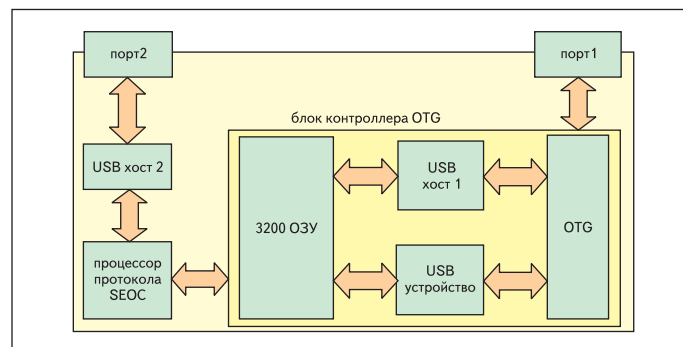 порт2
порт1
блок контроллера OTG
USB хост 2
USB
хост 1
3200 ОЗУ
OTG
процессор
протокола
SEOC
USB
устройство